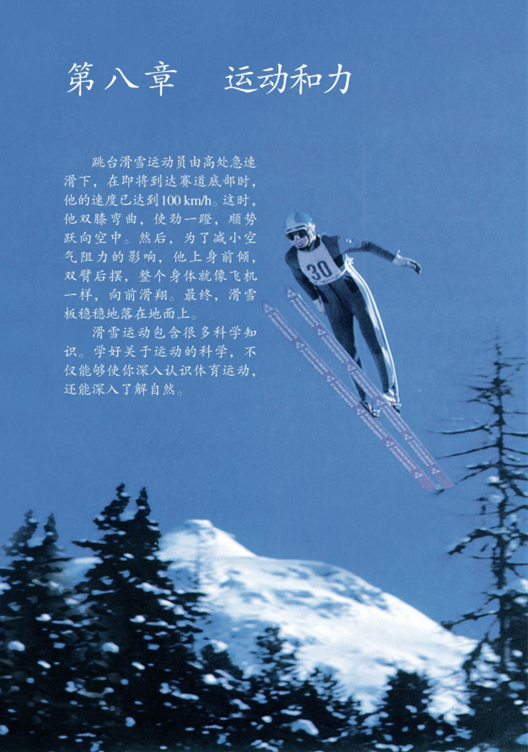 第八章 运动和力
跳台滑雪运动员由高处急速
滑下，在即将到达赛道底部时，
他的速度已达到100 km/h。这时，
他双膝弯曲，使劲一蹬，顺势
跃向空中。然后，为了减小空
气阻力的影响，他上身前倾，
双臂后摆，整个身体就像飞机
一样，向前滑翔。最终，滑雪
板稳稳地落在地面上。
滑雪运动包含很多科学知
识。学好关于运动的科学，不
仅能够使你深入认识体育运动，
还能深入了解自然。
30